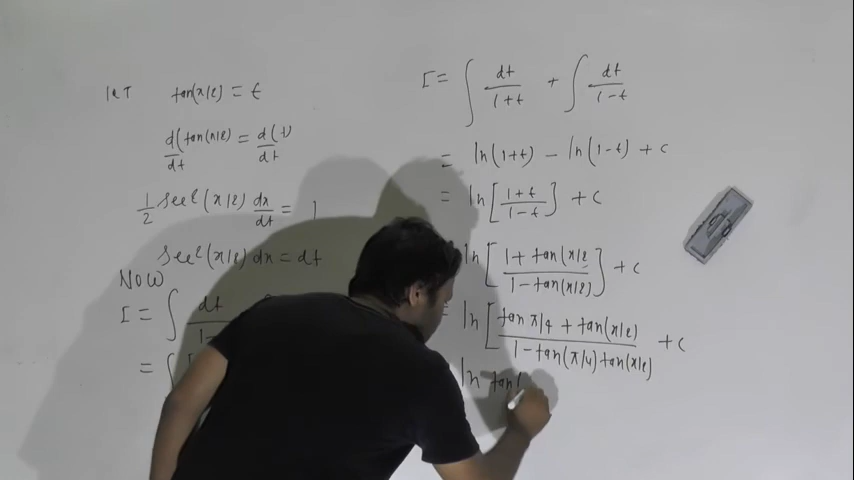 let tan(x/2) = t
d/dt (tan(x/2) = d/dt (t)
1/2 sec²(x/2) dx/dt = 1
sec²(x/2) dx = dt
NOW
I = ∫ dt
= ∫
I = ∫ dt/1+t + ∫ dt/1-t
= ln(1+t) - ln(1-t) + c
= ln[1+t/1-t] + c
ln[1+tan(x/2/1-tan(x/2)] + c
= ln[tan π/4 + tan(x/2)/1-tan(π/4)tan(x/2)] + c
ln tan(